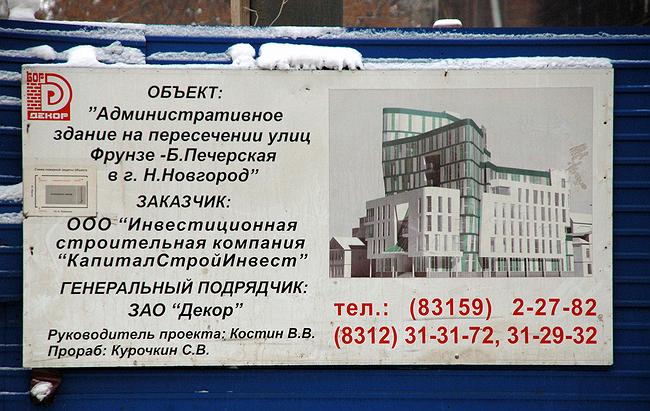 БОР
ДЕКОР
ОБЪЕКТ:
”Административное
здание на пересечении улиц
Фрунзе -Б.Печерская
в г. Н.Новгород”
ЗАКАЗЧИК:
ООО “Инвестиционная
строительная компания
“КапиталСтройИнвест”
ГЕНЕРАЛЬНЫЙ ПОДРЯДЧИК:
ЗАО “Декор”
Руководитель проекта: Костин В.В.
Прораб: Курочкин С.В.
тел.: (83159) 2-27-82
(8312) 31-31-72, 31-29-32